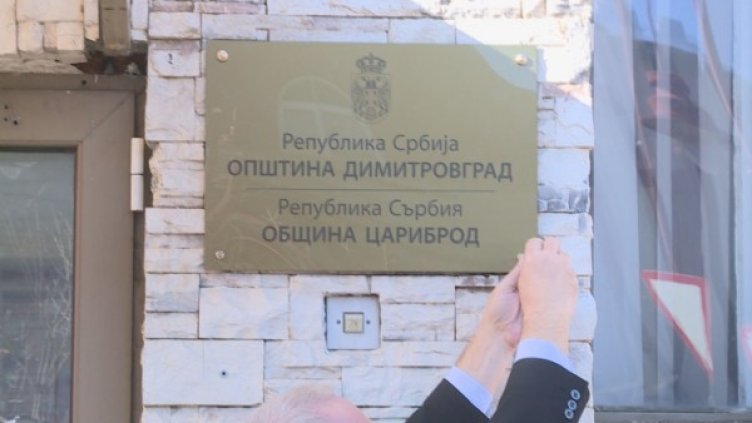 Република Србија
ОПШТИНА ДИМИТРОВГРАД
Република Сърбия
ОБЩИНА ЦАРИБРОД